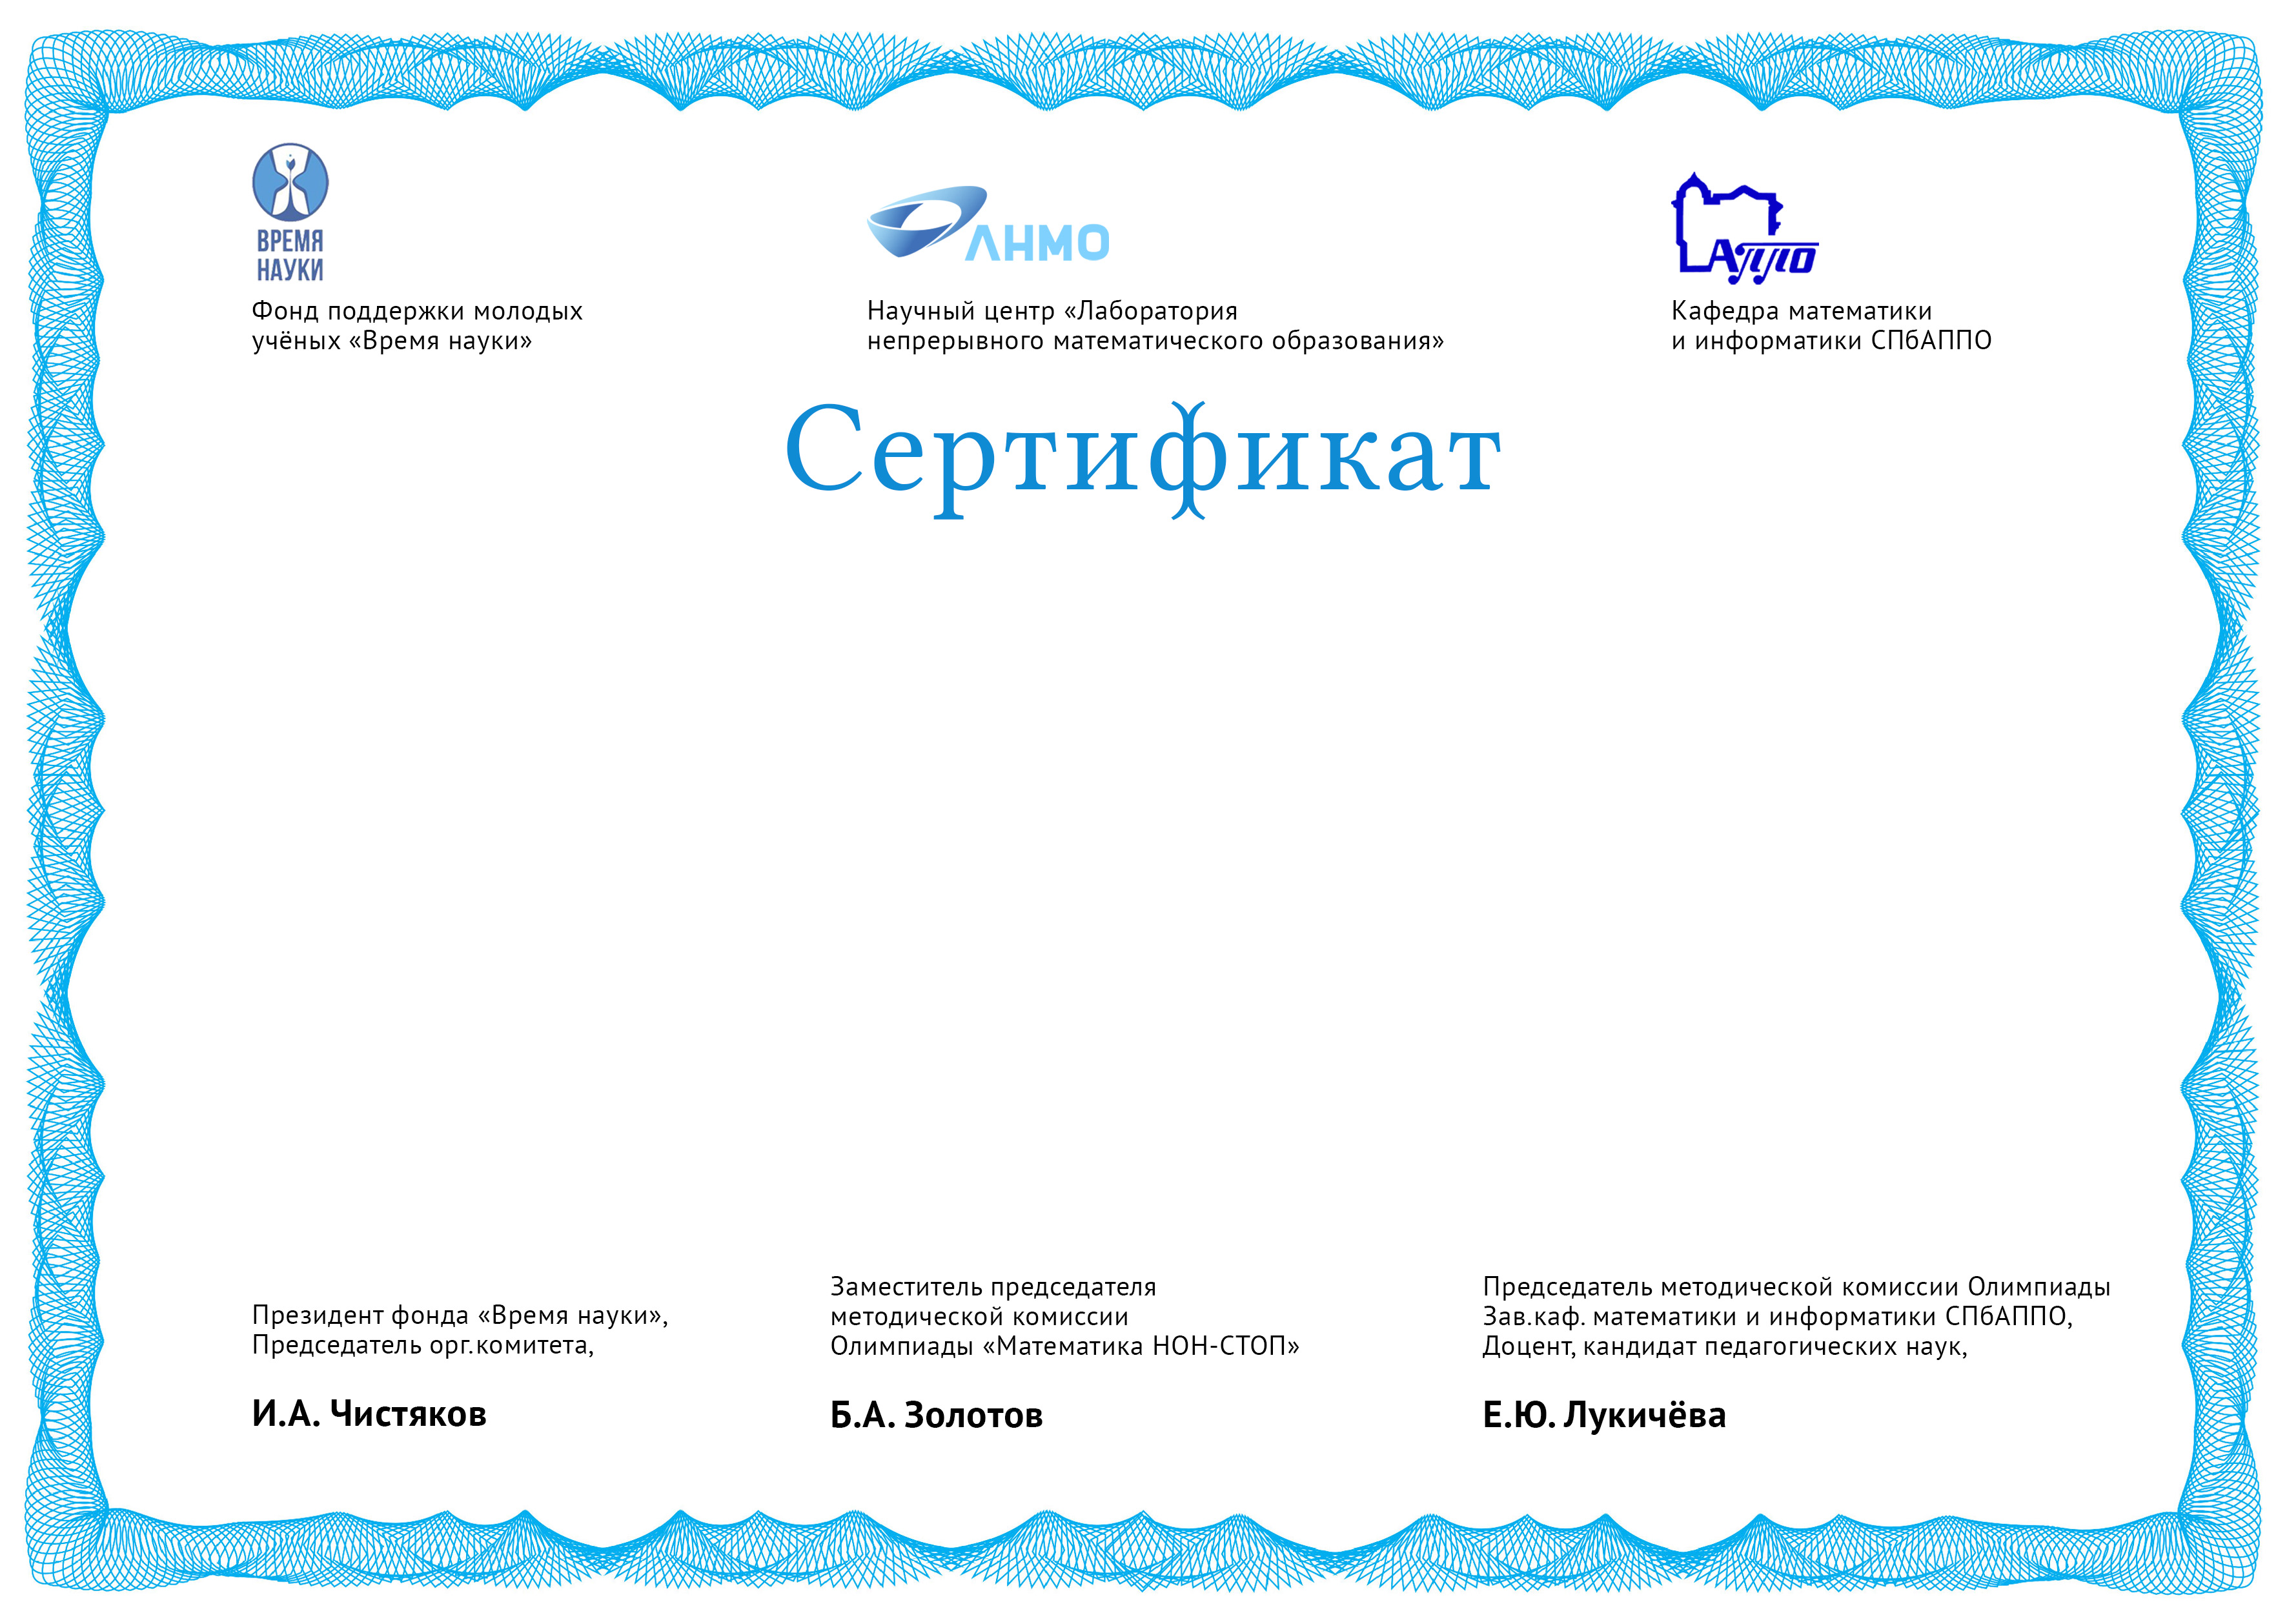 ВРЕМЯ
НАУКИ
Фонд поддержки молодых
учёных «Время науки»
ЛНМО
Научный центр «Лаборатория
непрерывного математического образования»
Аппо
Кафедра математики
и информатики СПбАППО
Сертификат
Президент фонда «Время науки»,
Председатель орг.комитета,
И.А. Чистяков
Заместитель председателя
методической комиссии
Олимпиады «Математика НОН-СТОП»
Б.А. Золотов
Председатель методической комиссии Олимпиады
Зав.каф. математики и информатики СПбАППО,
Доцент, кандидат педагогических наук,
Е.Ю. Лукичёва